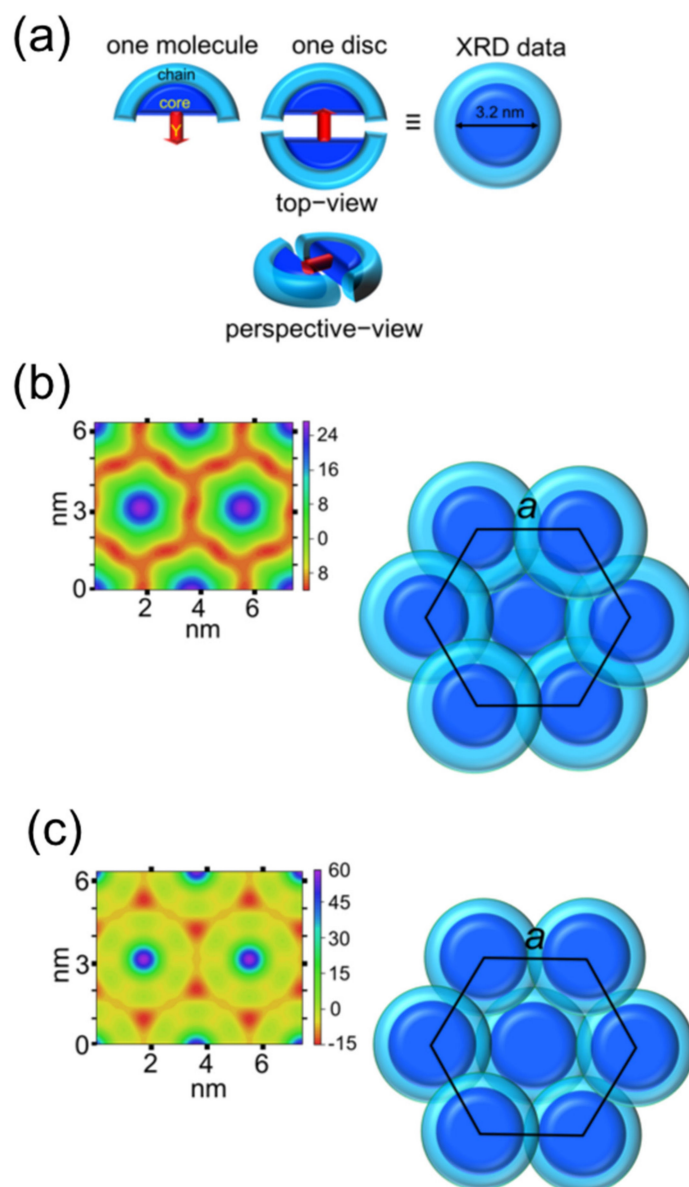 (a)
one molecule one disc XRD data
chain
core
Y
≡
3.2 nm
top-view
perspective-view
(b)
6
3
0
nm
2 4 6
nm
24
16
8
0
8
a
(c)
6
3
0
nm
2 4 6
nm
60
45
30
15
0
-15
a